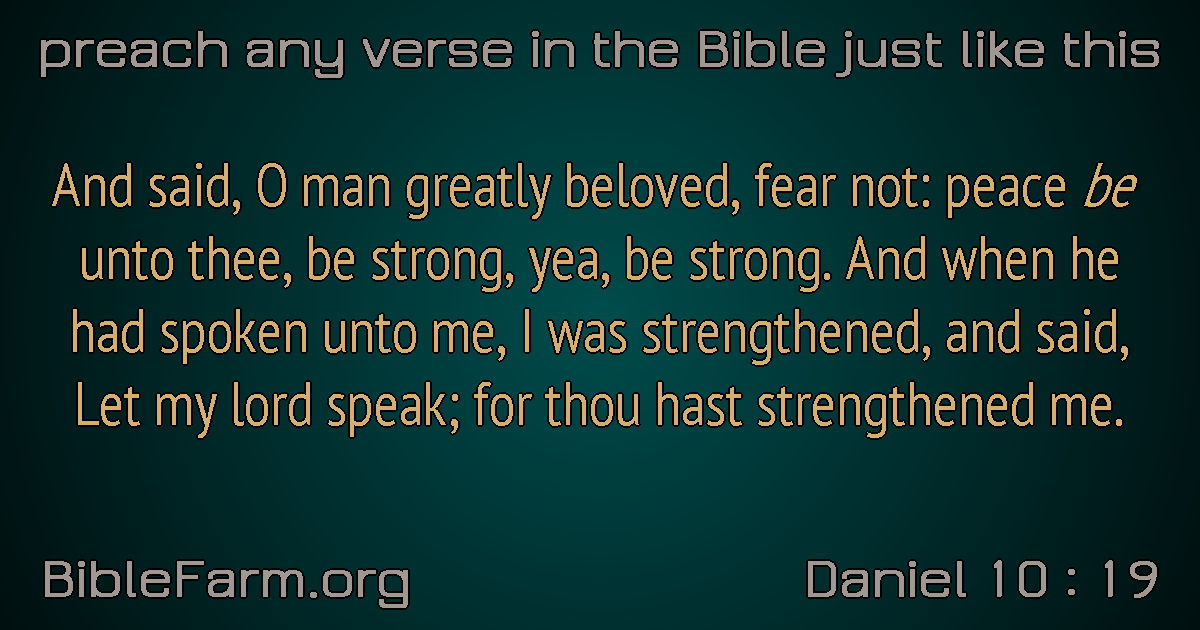 preach any verse in the Bible just like this
And said, O man greatly beloved, fear not: peace be
unto thee, be strong, yea, be strong. And when he
had spoken unto me, I was strengthened, and said,
Let my lord speak; for thou hast strengthened me.
BibleFarm.org
Daniel 10 : 19